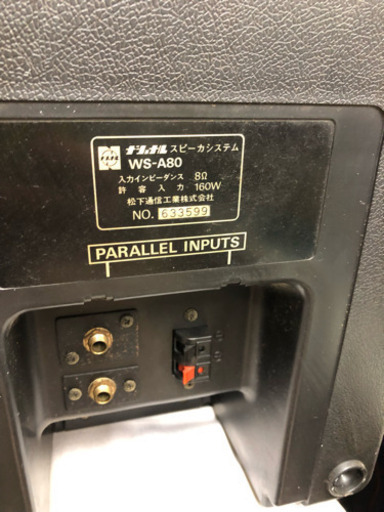 ナショナル スピーカシステム
WS-A80
入力インピーダンス 8Ω
許容入力 160W
松下通信工業株式会社
NO. 633599
PARALLEL INPUTS